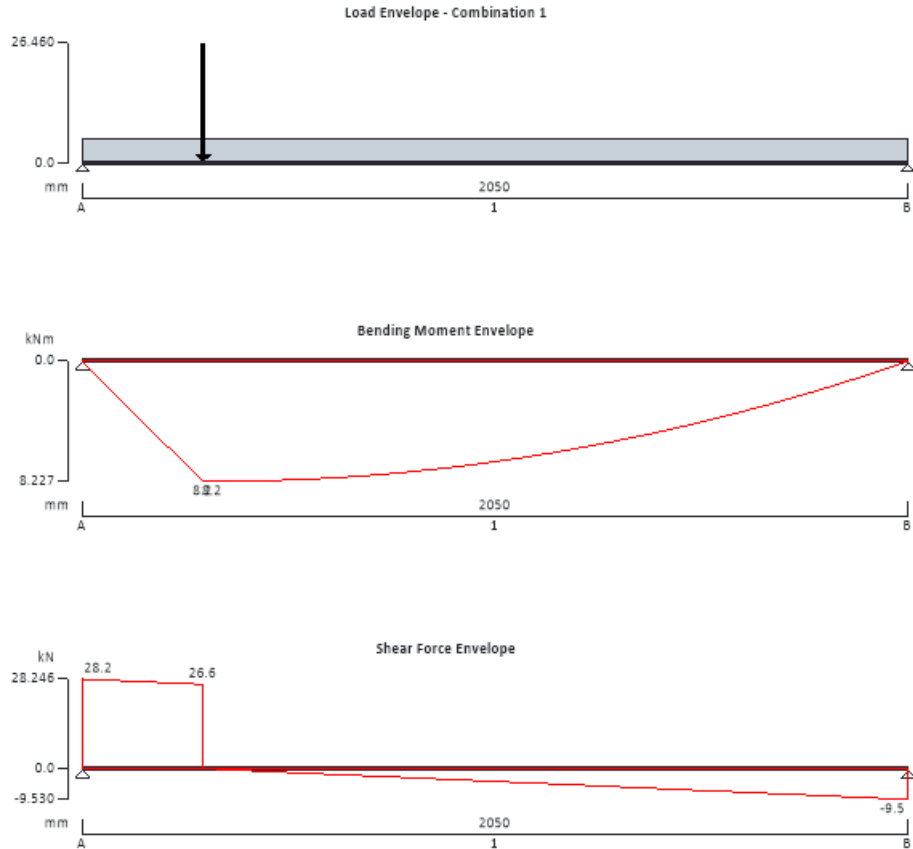 Load Envelope - Combination 1
26.460
0.0
mm
2050
A
1
B
Bending Moment Envelope
kNm
0.0
8.227
mm
2050
A
1
B
Shear Force Envelope
kN
28.246
28.2
26.6
0.0
-9.530
-9.5
mm
2050
A
1
B